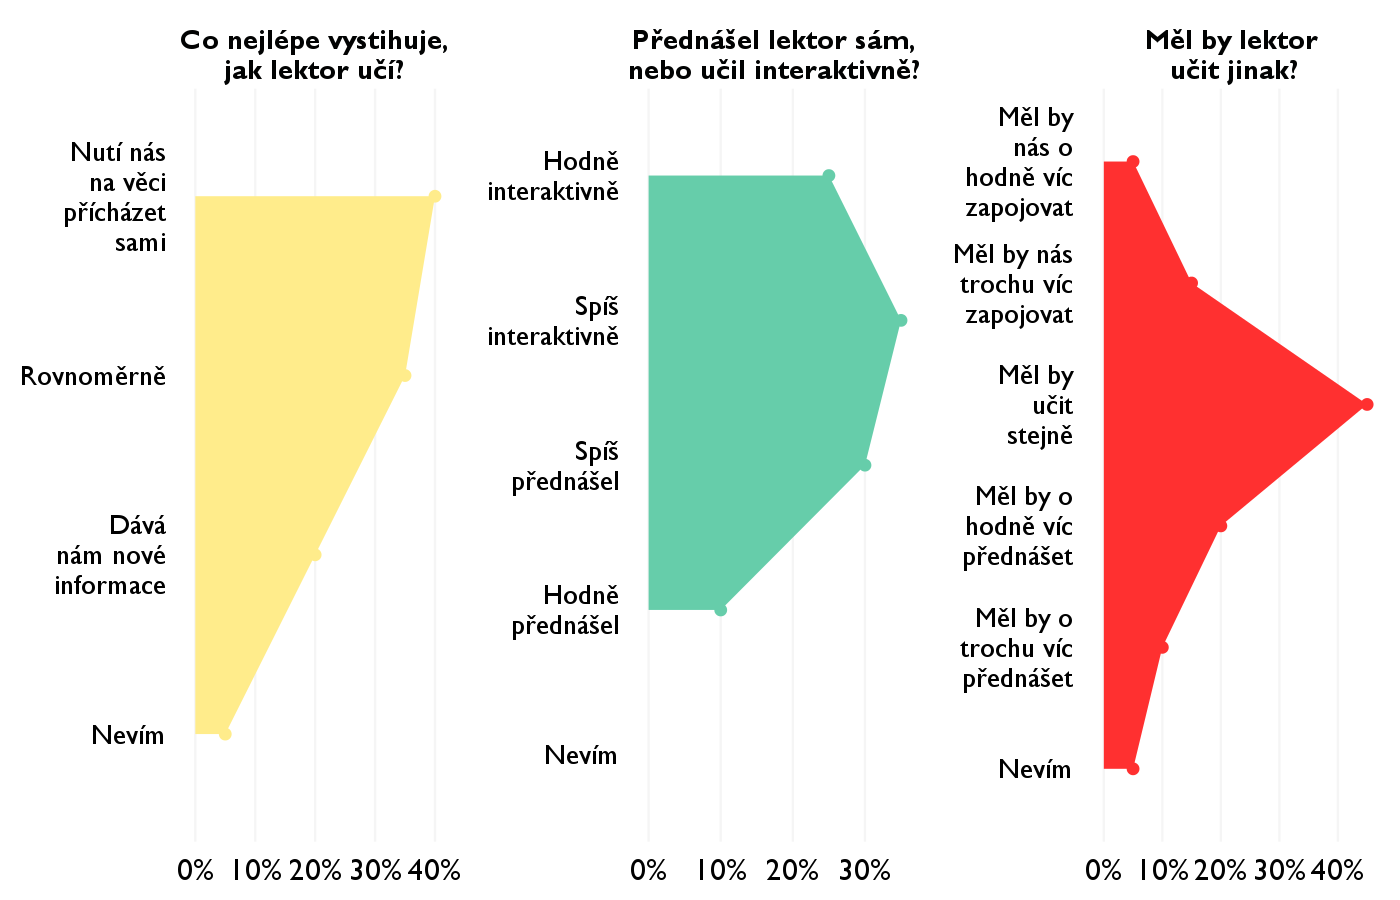 Co nejlépe vystihuje,
jak lektor učí?
Nutí nás
na věci
přícházet
sami
Rovnoměrně
Dává
nám nové
informace
Nevím
0% 10% 20% 30% 40%
Přednášel lektor sám,
nebo učil interaktivně?
Hodně
interaktivně
Spíš
interaktivně
Spíš
přednášel
Hodně
přednášel
Nevím
0% 10% 20% 30%
Měl by lektor
učit jinak?
Měl by
nás o
hodně víc
zapojovat
Měl by nás
trochu víc
zapojovat
Měl by
učit
stejně
Měl by o
hodně víc
přednášet
Měl by o
trochu víc
přednášet
Nevím
0% 10% 20% 30% 40%